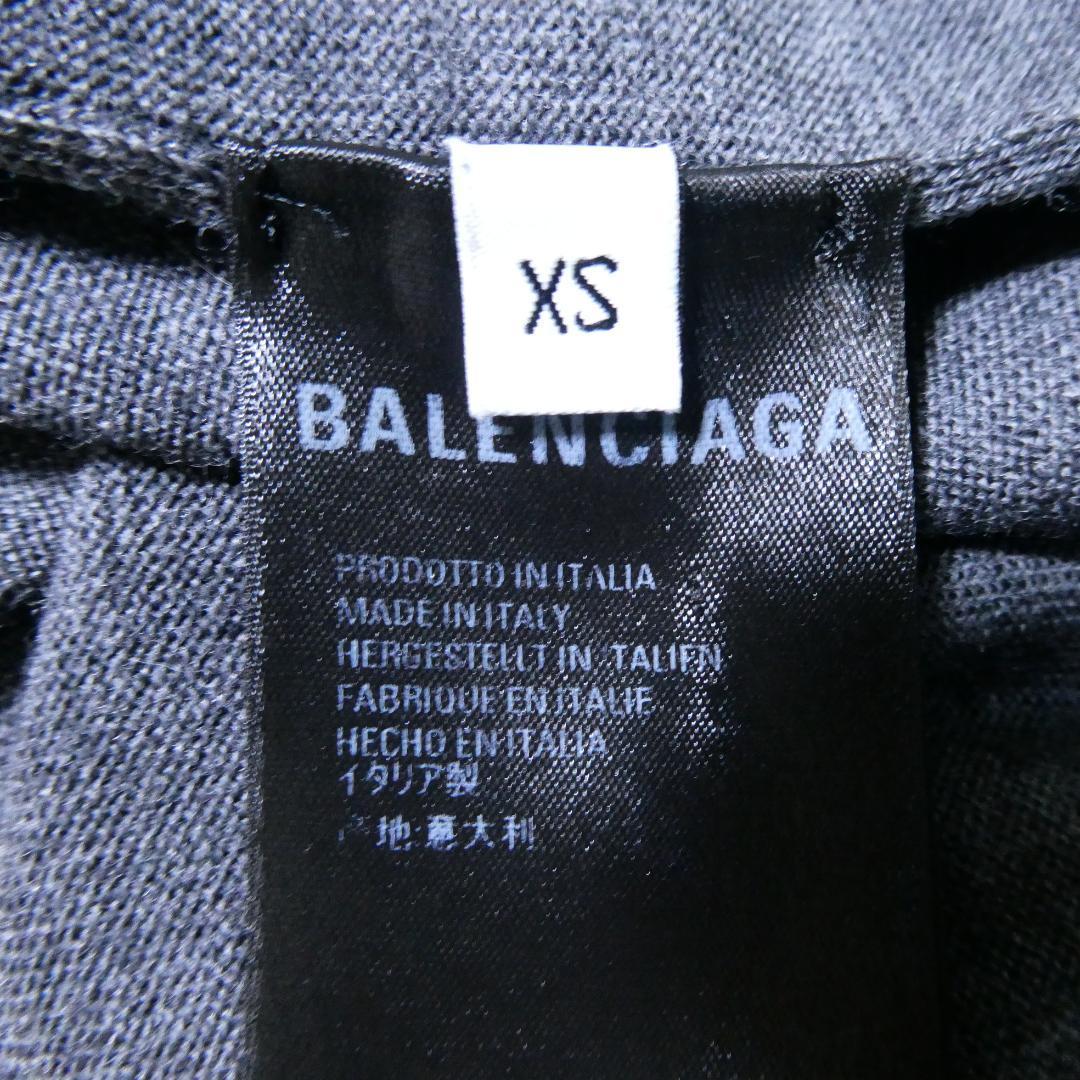 XS
BALENCIAGA
PRODOTTO IN ITALIA
MADE IN ITALY
HERGESTELLT IN ITALIEN
FABRIQUE EN ITALIE
HECHO EN ITALIA
イタリア製
产地:意大利